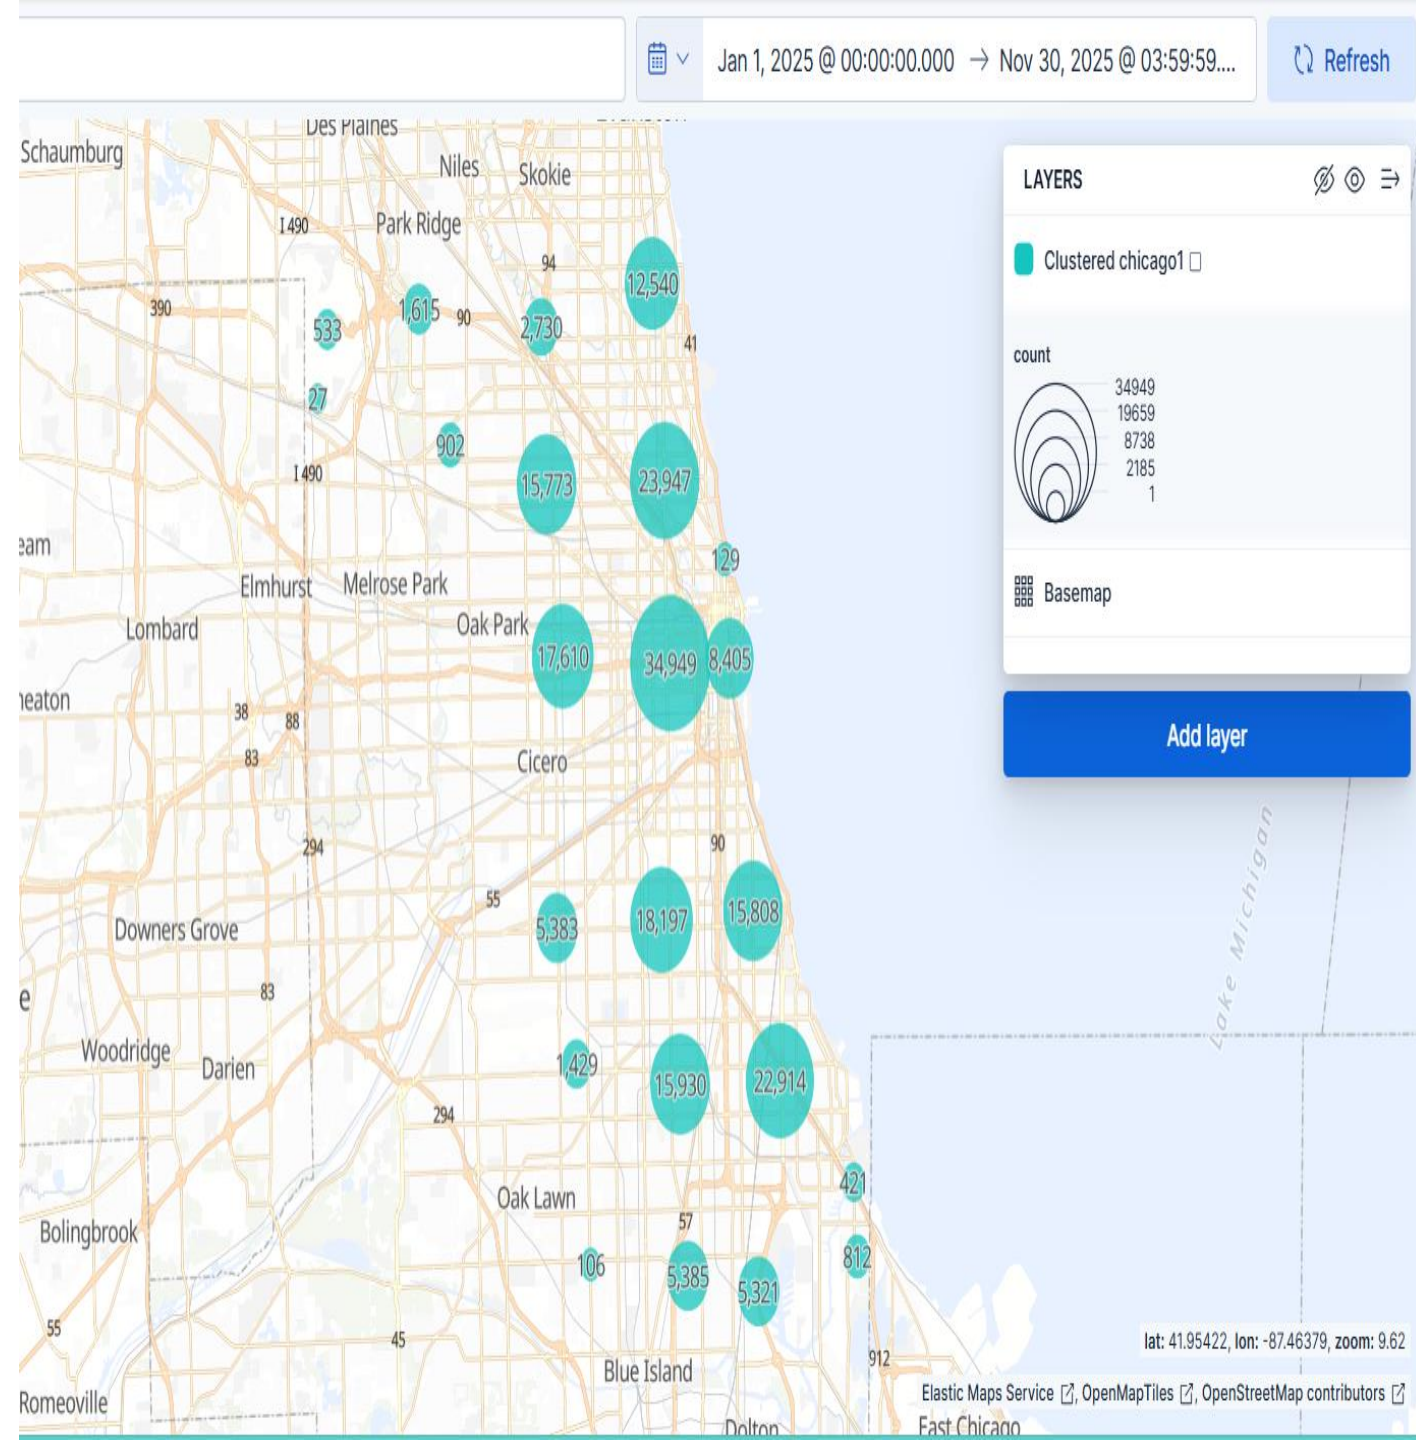 Jan 1, 2025 @ 00:00:00.000 → Nov 30, 2025 @ 03:59:59....
Refresh
Des Plaines
Schaumburg
Niles
Skokie
LAYERS
I 490
Park Ridge
94
Clustered chicago1
12,540
390
1,615
90
533
2,730
41
count
34949
19659
8738
2185
1
27
902
I 490
15,773
23,947
eam
129
Elmhurst
Melrose Park
Basemap
Lombard
Oak Park
17,610
34,949
8,405
eaton
38
88
83
Add layer
Cicero
294
90
Lake Michigan
55
Downers Grove
5,383
18,197
15,808
e
83
Woodridge
Darien
1,429
15,930
22,914
294
421
Oak Lawn
57
Bolingbrook
106
5,385
812
5,321
55
45
lat: 41.95422, lon: -87.46379, zoom: 9.62
912
Blue Island
Elastic Maps Service, OpenMapTiles, OpenStreetMap contributors
Romeoville
Dolton
East Chicago